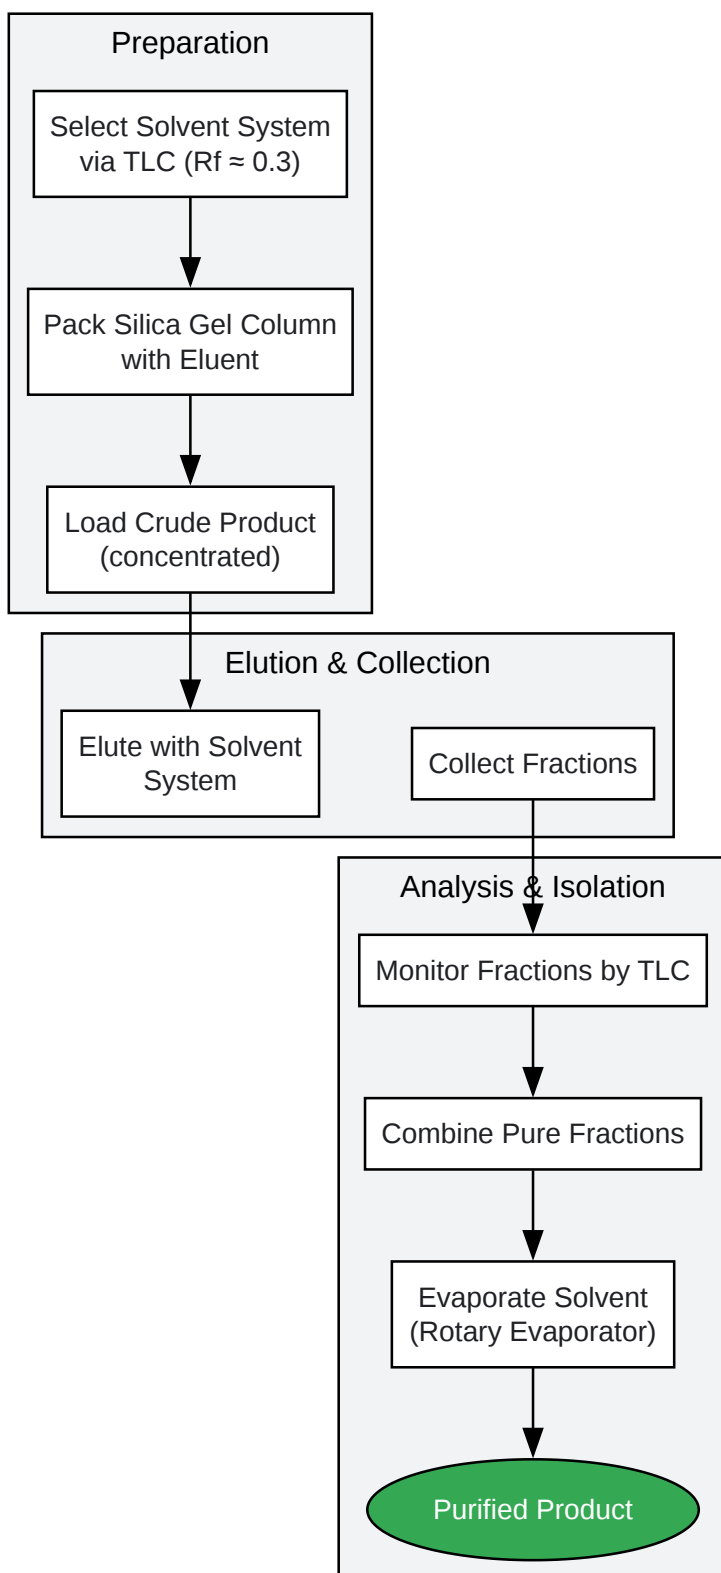 Preparation
Select Solvent System
via TLC (Rf ≈ 0.3)
Pack Silica Gel Column
with Eluent
Load Crude Product
(concentrated)
Elution & Collection
Elute with Solvent
System
Collect Fractions
Analysis & Isolation
Monitor Fractions by TLC
Combine Pure Fractions
Evaporate Solvent
(Rotary Evaporator)
Purified Product